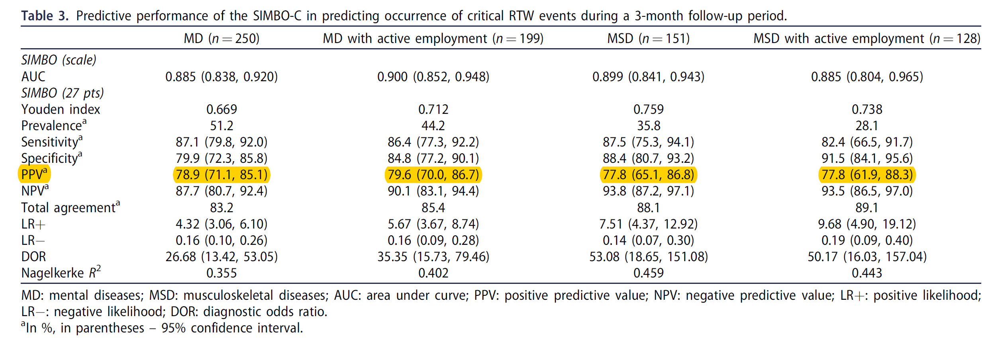 Table 3. Predictive performance of the SIMBO-C in predicting occurrence of critical RTW events during a 3-month follow-up period.
MD (n = 250) MD with active employment (n = 199) MSD (n = 151) MSD with active employment (n = 128)
SIMBO (scale)
AUC 0.885 (0.838, 0.920) 0.900 (0.852, 0.948) 0.899 (0.841, 0.943) 0.885 (0.804, 0.965)
SIMBO (27 pts)
Youden index 0.669 0.712 0.759 0.738
Prevalenceᵃ 51.2 44.2 35.8 28.1
Sensitivityᵃ 87.1 (79.8, 92.0) 86.4 (77.3, 92.2) 87.5 (75.3, 94.1) 82.4 (66.5, 91.7)
Specificityᵃ 79.9 (72.3, 85.8) 84.8 (77.2, 90.1) 88.4 (80.7, 93.2) 91.5 (84.1, 95.6)
PPVᵃ 78.9 (71.1, 85.1) 79.6 (70.0, 86.7) 77.8 (65.1, 86.8) 77.8 (61.9, 88.3)
NPVᵃ 87.7 (80.7, 92.4) 90.1 (83.1, 94.4) 93.8 (87.2, 97.1) 93.5 (86.5, 97.0)
Total agreementᵃ 83.2 85.4 88.1 89.1
LR+ 4.32 (3.06, 6.10) 5.67 (3.67, 8.74) 7.51 (4.37, 12.92) 9.68 (4.90, 19.12)
LR− 0.16 (0.10, 0.26) 0.16 (0.09, 0.28) 0.14 (0.07, 0.30) 0.19 (0.09, 0.40)
DOR 26.68 (13.42, 53.05) 35.35 (15.73, 79.46) 53.08 (18.65, 151.08) 50.17 (16.03, 157.04)
Nagelkerke R² 0.355 0.402 0.459 0.443
MD: mental diseases; MSD: musculoskeletal diseases; AUC: area under curve; PPV: positive predictive value; NPV: negative predictive value; LR+: positive likelihood;
LR−: negative likelihood; DOR: diagnostic odds ratio.
ᵃIn %, in parentheses – 95% confidence interval.